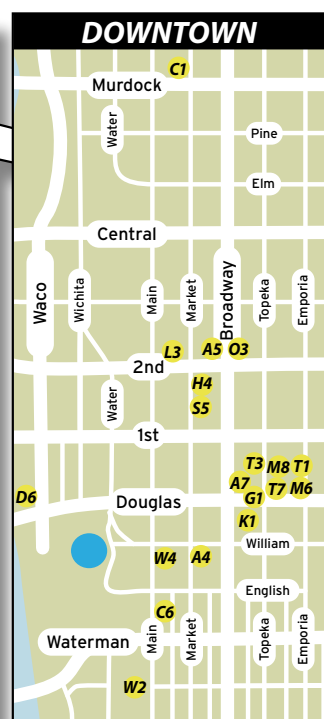 DOWNTOWN
C1
Murdock
Water
Pine
Elm
Central
Waco
Wichita
Main
Market
Broadway
Topeka
Emporia
L3
A5
O3
2nd
H4
Water
S5
1st
T3
M8
T1
A7
T7
M6
D6
G1
Douglas
K1
William
W4
A4
English
C6
Waterman
Main
Market
Topeka
Emporia
W2